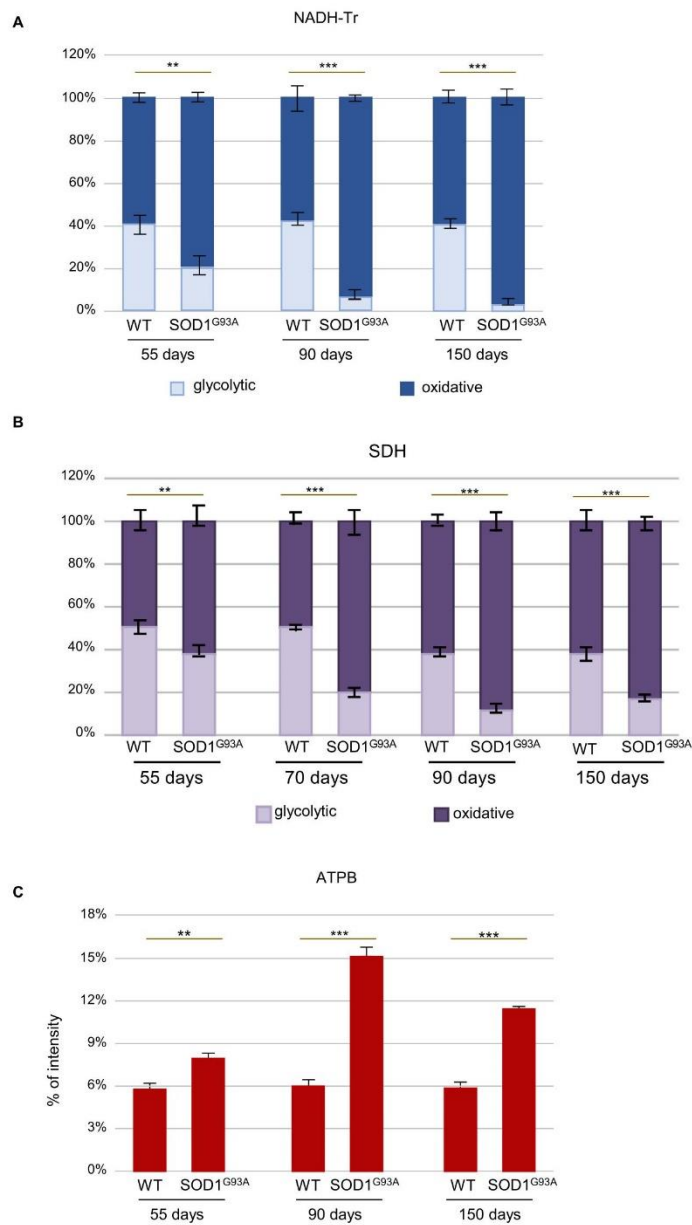 A
NADH-Tr
120%
** *** ***
100%
80%
60%
40%
20%
0%
WT SOD1G93A WT SOD1G93A WT SOD1G93A
55 days 90 days 150 days
glycolytic oxidative
B
SDH
120%
** *** *** ***
100%
80%
60%
40%
20%
0%
WT SOD1G93A WT SOD1G93A WT SOD1G93A WT SOD1G93A
55 days 70 days 90 days 150 days
glycolytic oxidative
C
ATPB
18%
** *** ***
15%
12%
9%
6%
3%
0%
% of intensity
WT SOD1G93A WT SOD1G93A WT SOD1G93A
55 days 90 days 150 days